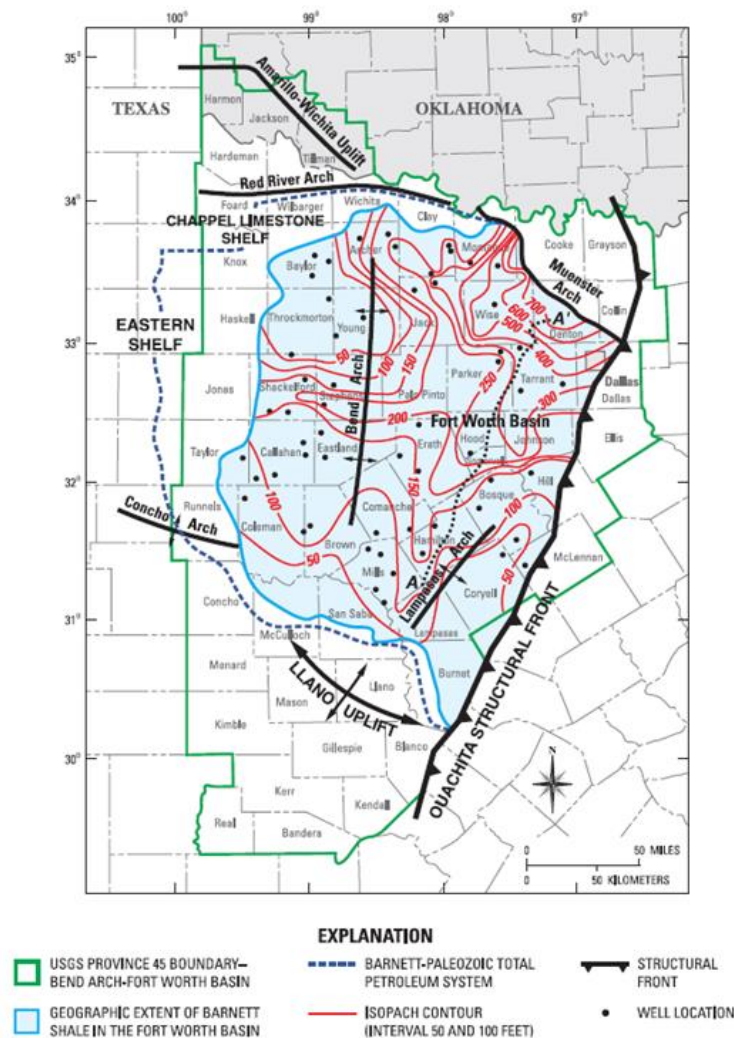 100°
99°
98°
97°
35°
TEXAS
OKLAHOMA
Amarillo-Wichita Uplift
Harmon
Jackson
Hardeman
Tillman
Red River Arch
34°
Foard
Wilbarger
Wichita
Clay
CHAPPEL LIMESTONE
SHELF
Cooke
Grayson
Knox
Baylor
Archer
Muenster
Arch
Collin
EASTERN
SHELF
Haskell
Throckmorton
Young
Jack
Wise
Denton
700
600
500
400
A'
33°
50
100
150
250
300
Jones
Shackelford
Stephens
Palo Pinto
Parker
Tarrant
Dallas
Dallas
200
Bend Arch
Fort Worth Basin
Taylor
Callahan
Eastland
Erath
Hood
Johnson
Ellis
32°
Runnels
Coleman
100
Comanche
150
Bosque
Hill
100
Concho Arch
Brown
50
Mills
Hamilton
McLennan
A
Lampasas Arch
Coryell
50
31°
Concho
San Saba
Lampasas
McCulloch
Burnet
Menard
LLANO UPLIFT
Llano
Mason
Kimble
Gillespie
Blanco
OUACHITA STRUCTURAL FRONT
30°
Kerr
Kendall
Real
Bandera
N
0 50 MILES
0 50 KILOMETERS
EXPLANATION
USGS PROVINCE 45 BOUNDARY—
BEND ARCH-FORT WORTH BASIN
BARNETT-PALEOZOIC TOTAL
PETROLEUM SYSTEM
STRUCTURAL
FRONT
GEOGRAPHIC EXTENT OF BARNETT
SHALE IN THE FORT WORTH BASIN
ISOPACH CONTOUR
(INTERVAL 50 AND 100 FEET)
WELL LOCATION